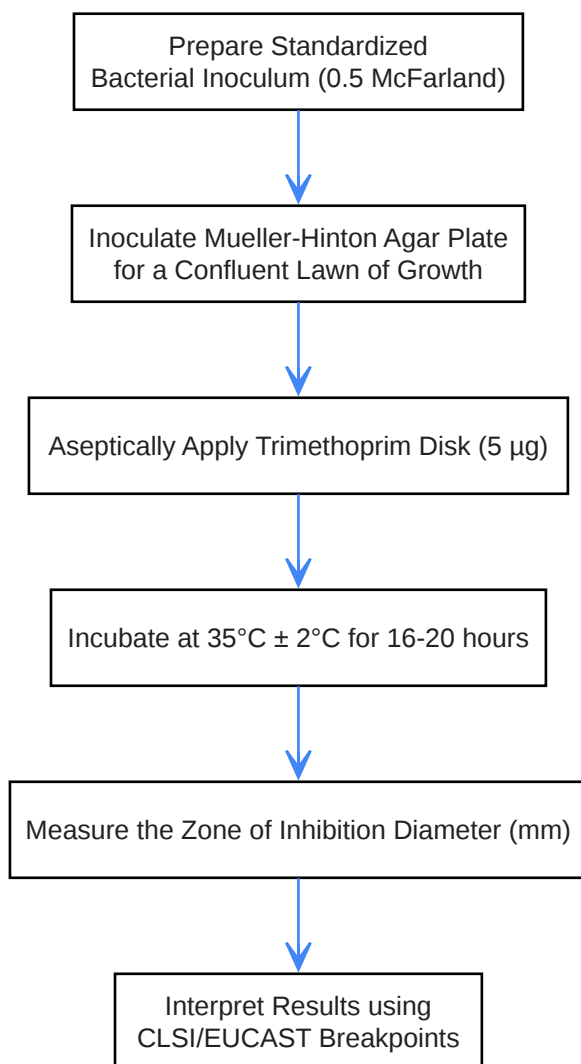 Prepare Standardized
Bacterial Inoculum (0.5 McFarland)
Inoculate Mueller-Hinton Agar Plate
for a Confluent Lawn of Growth
Aseptically Apply Trimethoprim Disk (5 µg)
Incubate at 35°C ± 2°C for 16-20 hours
Measure the Zone of Inhibition Diameter (mm)
Interpret Results using
CLSI/EUCAST Breakpoints